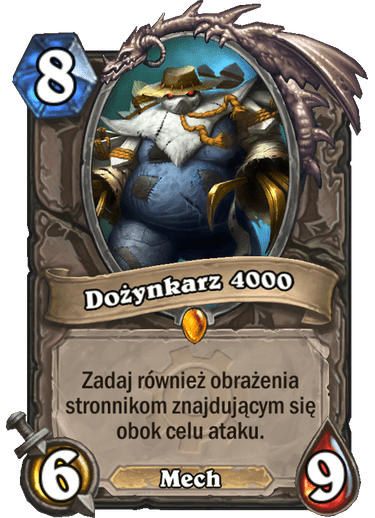 8
Dożynkarz 4000
Zadaj również obrażenia
stronnikom znajdującym się
obok celu ataku.
6
Mech
9